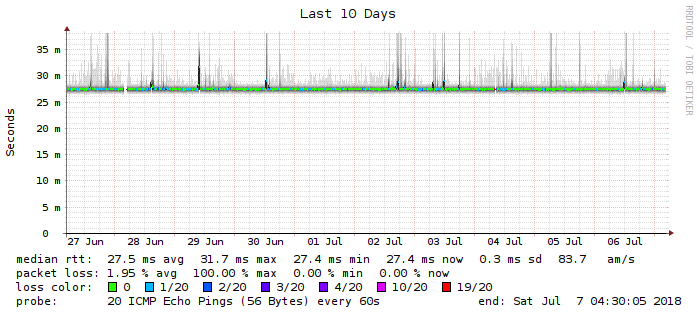 Last 10 Days
RRDTOOL / TOBI OETIKER
Seconds
35 m
30 m
25 m
20 m
15 m
10 m
5 m
0
27 Jun 28 Jun 29 Jun 30 Jun 01 Jul 02 Jul 03 Jul 04 Jul 05 Jul 06 Jul
median rtt: 27.5 ms avg 31.7 ms max 27.4 ms min 27.4 ms now 0.3 ms sd 83.7 am/s
packet loss: 1.95 % avg 100.00 % max 0.00 % min 0.00 % now
loss color: 0 1/20 2/20 3/20 4/20 10/20 19/20
probe: 20 ICMP Echo Pings (56 Bytes) every 60s end: Sat Jul 7 04:30:05 2018